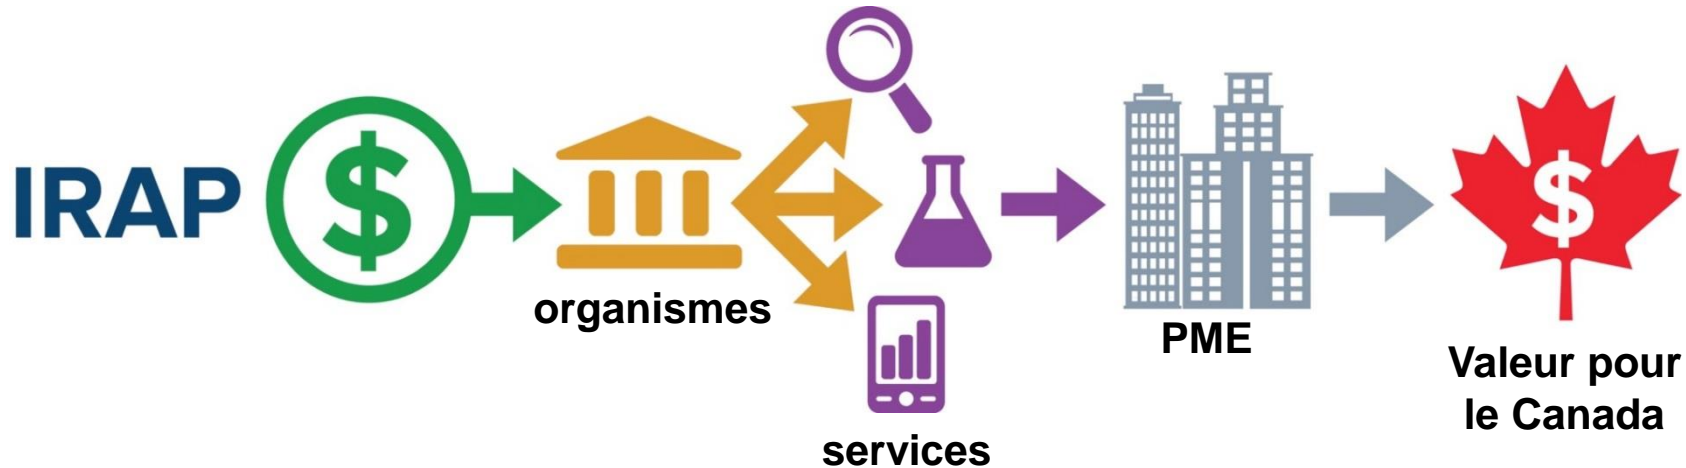 IRAP
$
organismes
services
PME
$
Valeur pour
le Canada